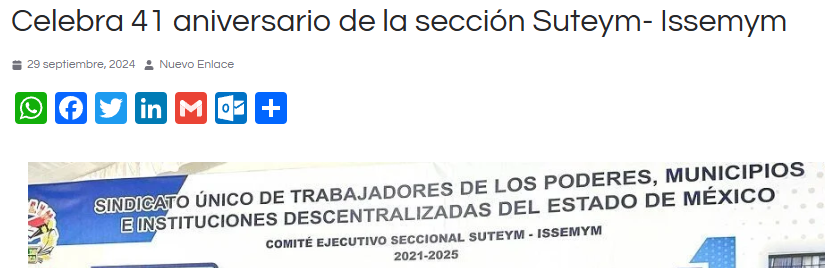 Celebra 41 aniversario de la sección Suteym- Issemym
29 septiembre, 2024 Nuevo Enlace
SINDICATO ÚNICO DE TRABAJADORES DE LOS PODERES, MUNICIPIOS
E INSTITUCIONES DESCENTRALIZADAS DEL ESTADO DE MÉXICO
COMITÉ EJECUTIVO SECCIONAL SUTEYM - ISSEMYM
2021-2025